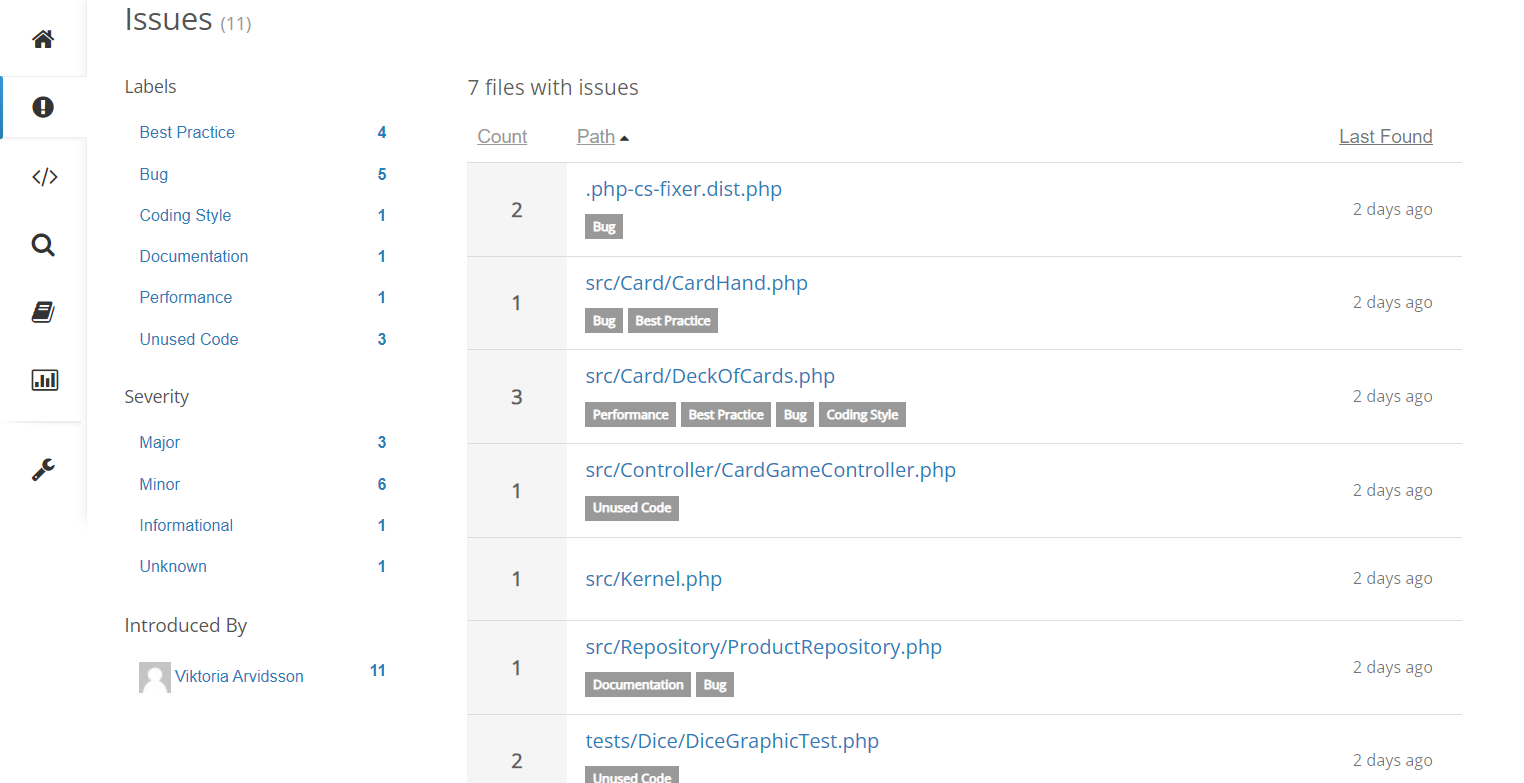 Issues (11)
Labels
Best Practice 4
Bug 5
Coding Style 1
Documentation 1
Performance 1
Unused Code 3
Severity
Major 3
Minor 6
Informational 1
Unknown 1
Introduced By
Viktoria Arvidsson 11
7 files with issues
Count Path Last Found
2 .php-cs-fixer.dist.php 2 days ago
Bug
1 src/Card/CardHand.php 2 days ago
Bug Best Practice
3 src/Card/DeckOfCards.php 2 days ago
Performance Best Practice Bug Coding Style
1 src/Controller/CardGameController.php 2 days ago
Unused Code
1 src/Kernel.php 2 days ago
1 src/Repository/ProductRepository.php 2 days ago
Documentation Bug
2 tests/Dice/DiceGraphicTest.php 2 days ago
Unused Code